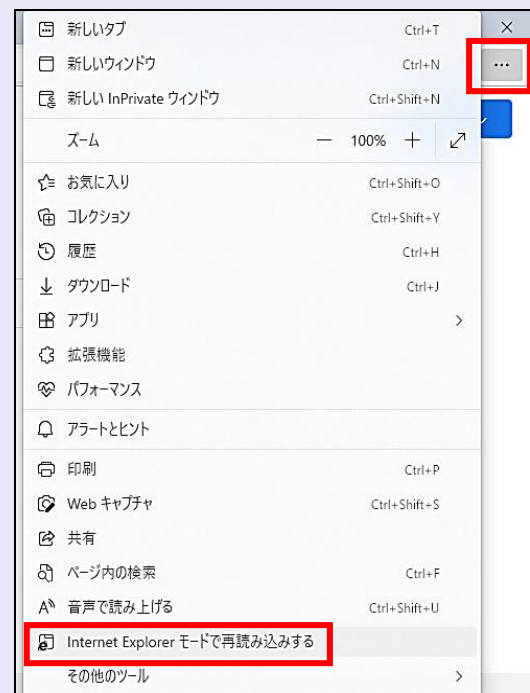 新しいタブ Ctrl+T
新しいウィンドウ Ctrl+N
新しい InPrivate ウィンドウ Ctrl+Shift+N
ズーム — 100% +
お気に入り Ctrl+Shift+O
コレクション Ctrl+Shift+Y
履歴 Ctrl+H
ダウンロード Ctrl+J
アプリ
拡張機能
パフォーマンス
アラートとヒント
印刷 Ctrl+P
Web キャプチャ Ctrl+Shift+S
共有
ページ内の検索 Ctrl+F
音声で読み上げる Ctrl+Shift+U
Internet Explorer モードで再読み込みする
その他のツール